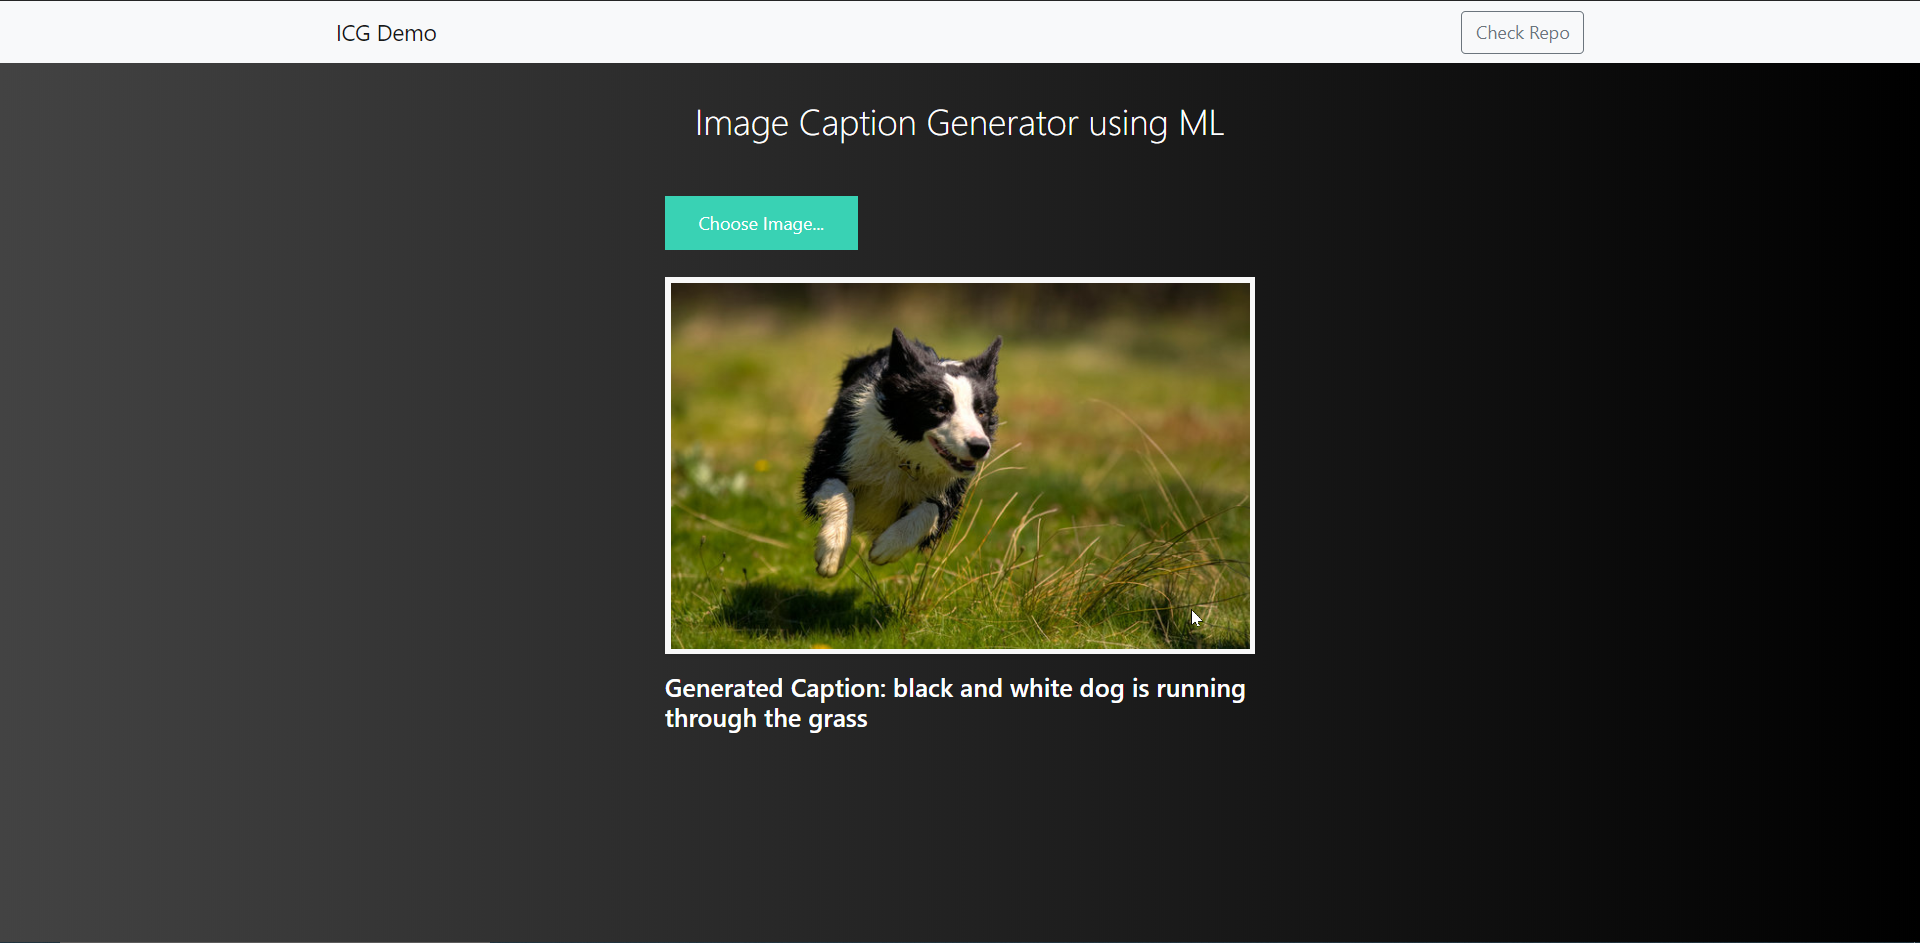 ICG Demo
Check Repo
Image Caption Generator using ML
Choose Image...
Generated Caption: black and white dog is running
through the grass